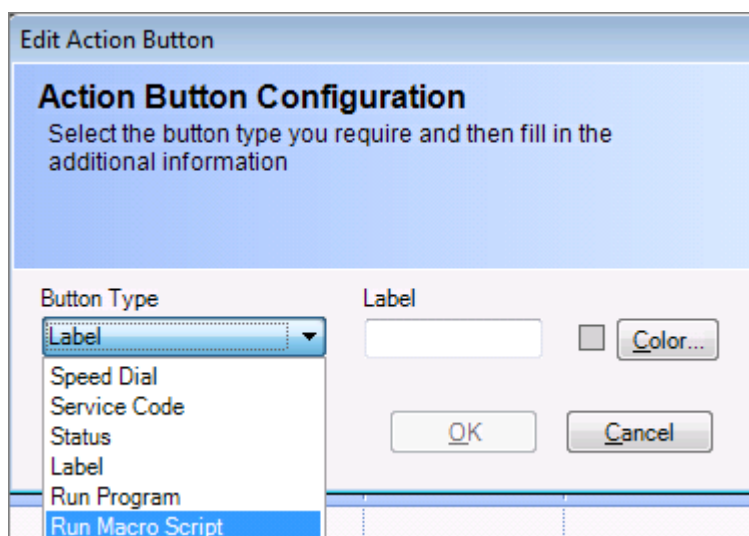 Edit Action Button
Action Button Configuration
Select the button type you require and then fill in the
additional information
Button Type
Label
Label
Color...
Speed Dial
Service Code
Status
OK
Cancel
Label
Run Program
Run Macro Script